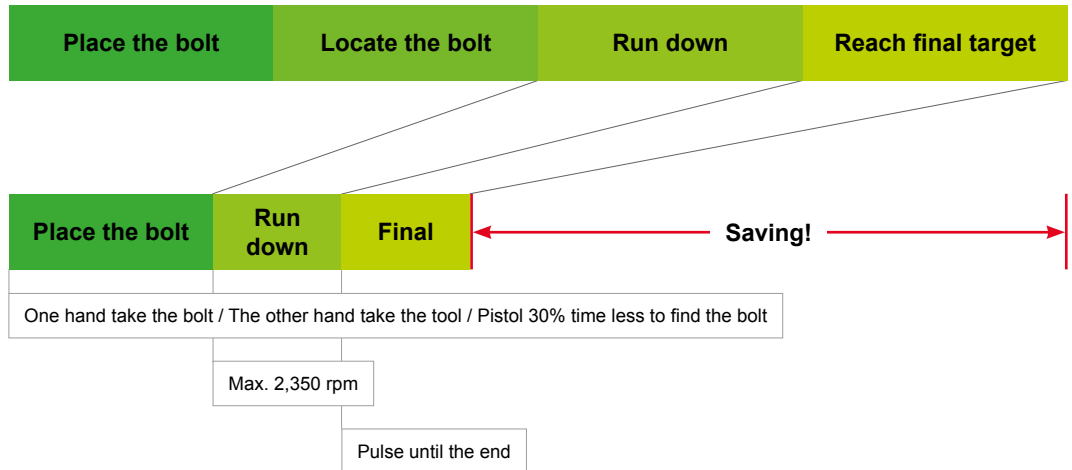 Place the bolt
Locate the bolt
Run down
Reach final target
Place the bolt
Run
down
Final
Saving!
One hand take the bolt / The other hand take the tool / Pistol 30% time less to find the bolt
Max. 2,350 rpm
Pulse until the end